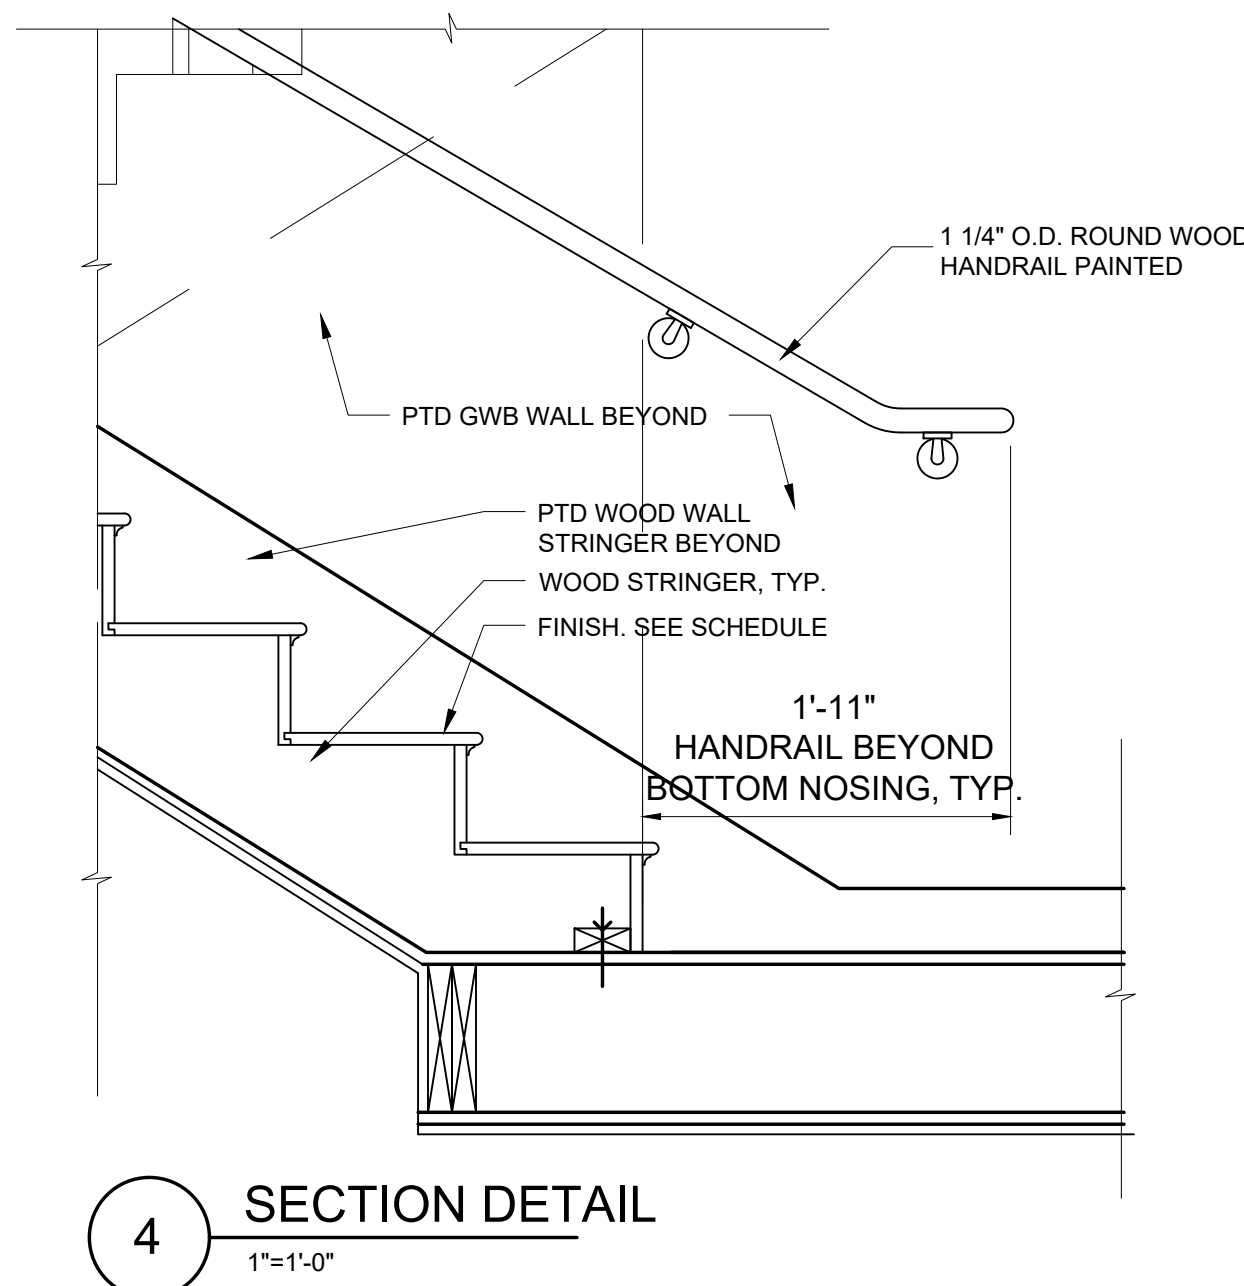 1 1/4" O.D. ROUND WOOD
HANDRAIL PAINTED
PTD GWB WALL BEYOND
PTD WOOD WALL
STRINGER BEYOND
WOOD STRINGER, TYP.
FINISH. SEE SCHEDULE
1'-11"
HANDRAIL BEYOND
BOTTOM NOSING, TYP.
4
SECTION DETAIL
1"=1'-0"